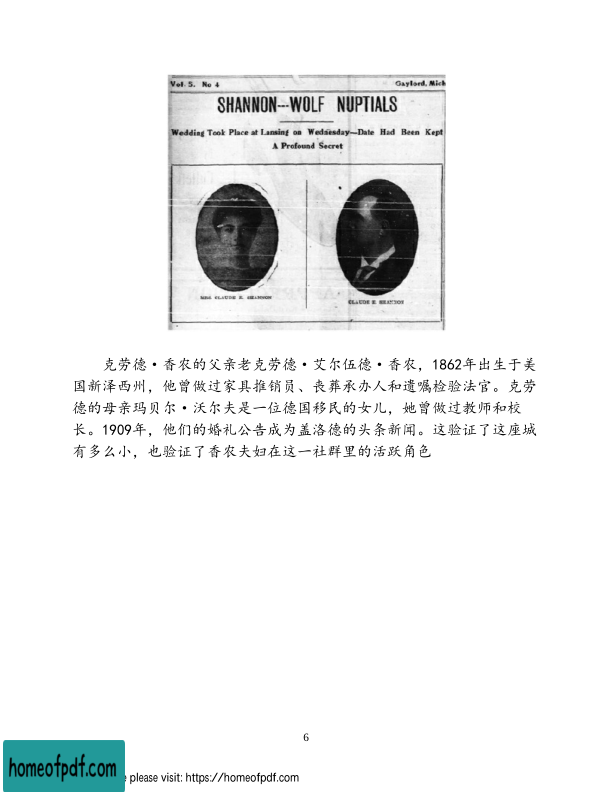 Vol. 5. No 4
Gaylord, Mich
SHANNON---WOLF NUPTIALS
Wedding Took Place at Lansing on Wednesday—Date Had Been Kept
A Profound Secret
MRS CLAUDE E. SHANNON
CLAUDE E SHANNON
克劳德·香农的父亲老克劳德·艾尔伍德·香农，1862年出生于美
国新泽西州，他曾做过家具推销员、丧葬承办人和遗嘱检验法官。克劳
德的母亲玛贝尔·沃尔夫是一位德国移民的女儿，她曾做过教师和校
长。1909年，他们的婚礼公告成为盖洛德的头条新闻。这验证了这座城
有多么小，也验证了香农夫妇在这一社群里的活跃角色
6
homeofpdf.com
e please visit: https://homeofpdf.com